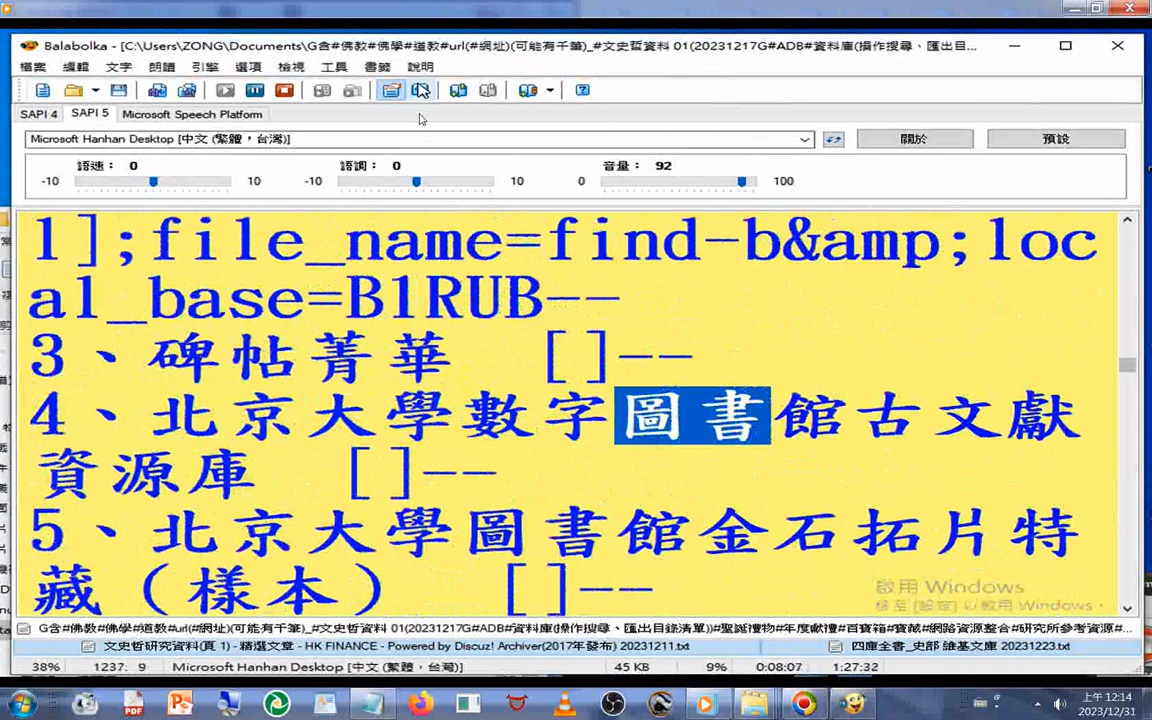 Balabolka - [C:\Users\ZONG\Documents\G含#佛教#佛學#道教#url(#網址)(可能有千筆)_#文史哲資料 01(20231217G#ADB#資料庫(操作搜尋、匯出目...
檔案 編輯 文字 朗讀 引擎 選項 檢視 工具 書籤 說明
SAPI 4 SAPI 5 Microsoft Speech Platform
Microsoft Hanhan Desktop [中文 (繁體，台灣)] 關於 預設
語速： 0 語調： 0 音量： 92
-10 10 -10 10 0 100
1];file_name=find-b&amp;loc
al_base=B1RUB--
3、碑帖菁華 []--
4、北京大學數字圖書館古文獻
資源庫 []--
5、北京大學圖書館金石拓片特
藏（樣本） []--
啟用 Windows
移至 [設定] 以啟用 Windows。
G含#佛教#佛學#道教#url(#網址)(可能有千筆)_#文史哲資料 01(20231217G#ADB#資料庫(操作搜尋、匯出目錄清單))#聖誕禮物#年度獻禮#百寶箱#寶藏#網路資源整合#研究所參考資源#...
文史哲研究資料(頁 1) - 精選文章 - HK FINANCE - Powered by Discuz! Archiver(2017年發布) 20231211.txt 四庫全書_史部 維基文庫 20231223.txt
38% 1237: 9 Microsoft Hanhan Desktop [中文 (繁體，台灣)] 45 KB 9% 0:08:07 1:27:32
上午 12:14
2023/12/31